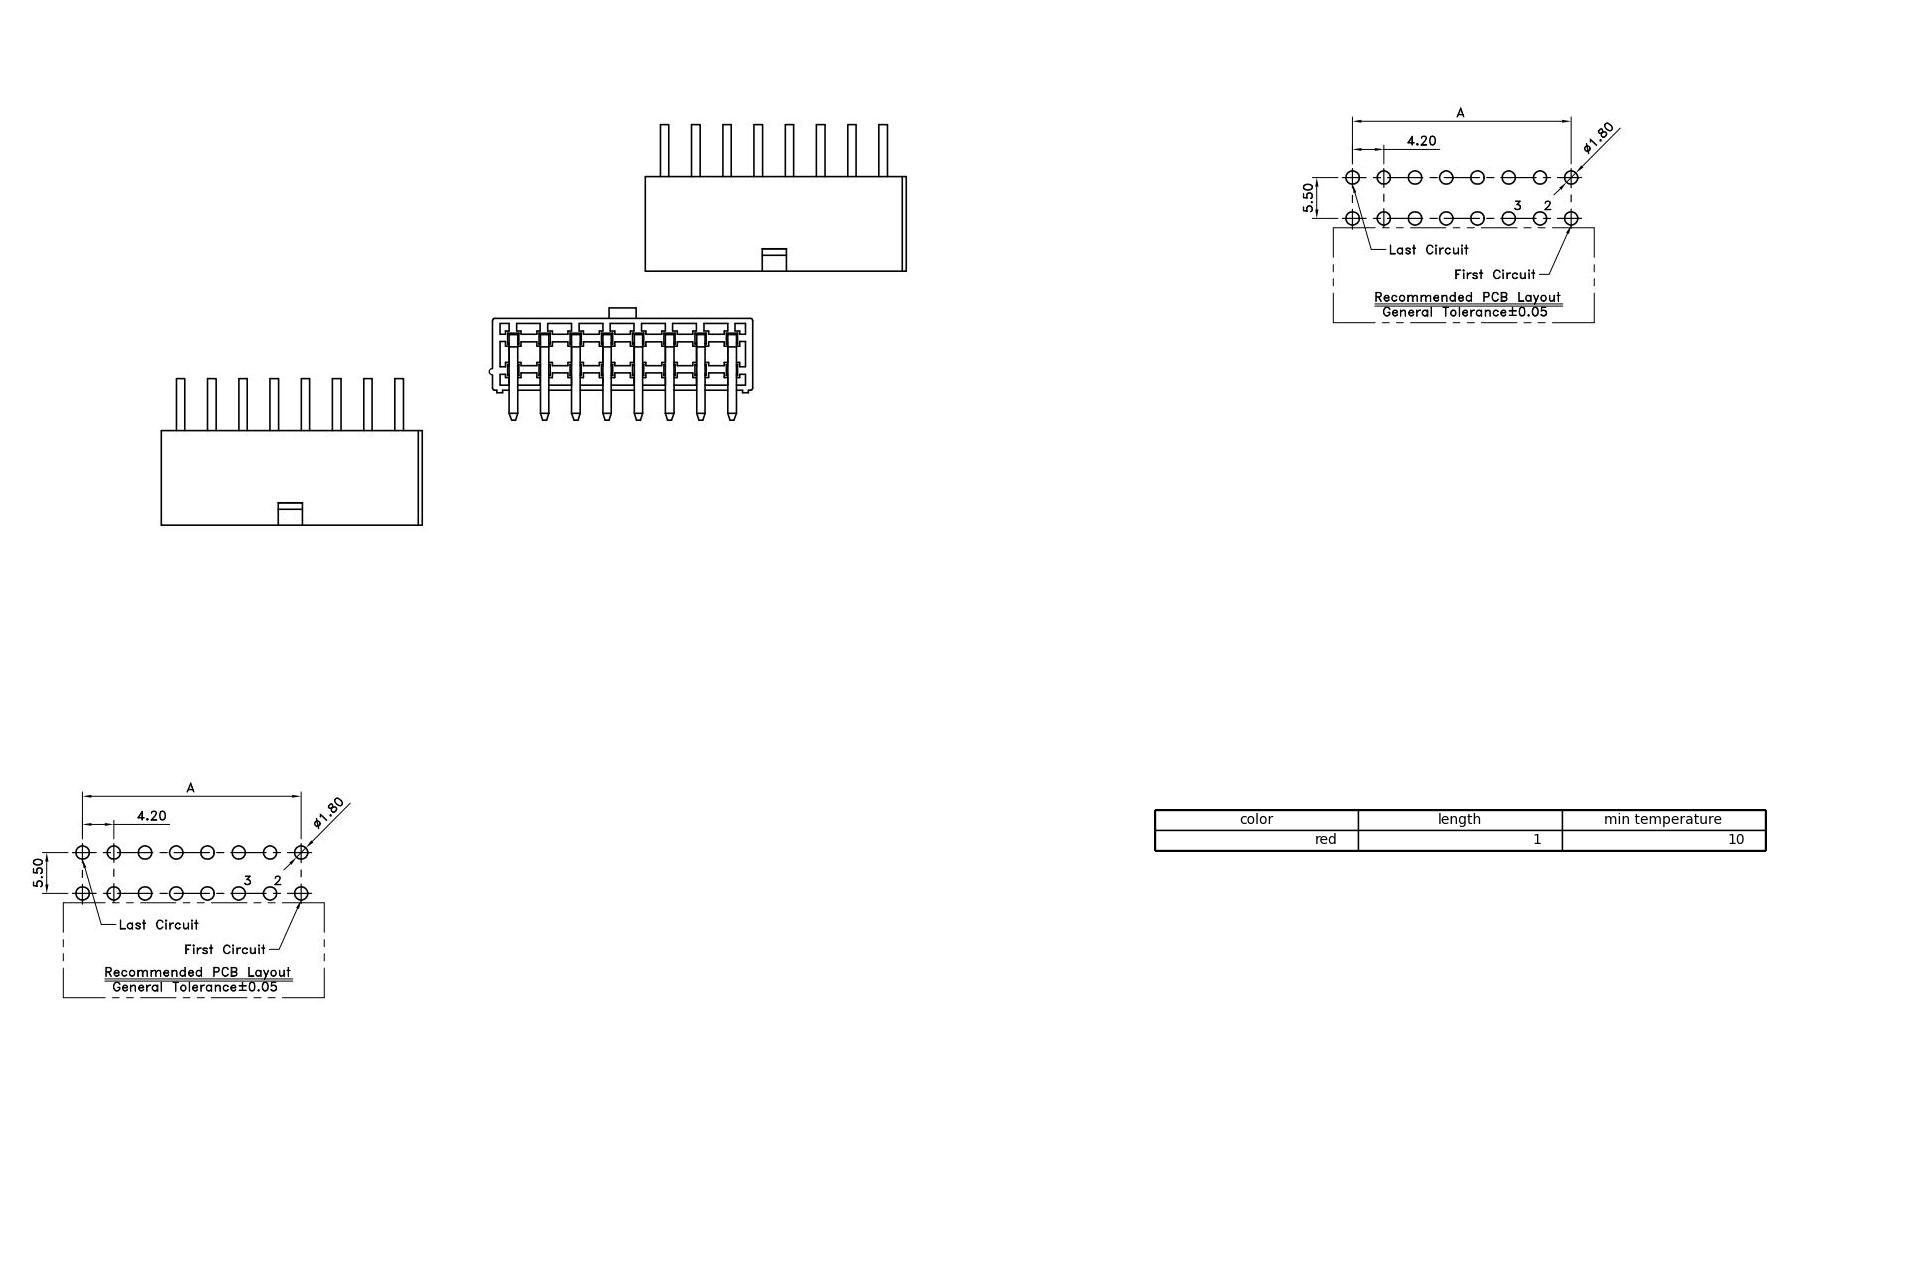 A
4.20
ø1.80
5.50
3 2
Last Circuit
First Circuit
Recommended PCB Layout
General Tolerance±0.05
A
4.20
ø1.80
5.50
3 2
Last Circuit
First Circuit
Recommended PCB Layout
General Tolerance±0.05
color length min temperature
red 1 10